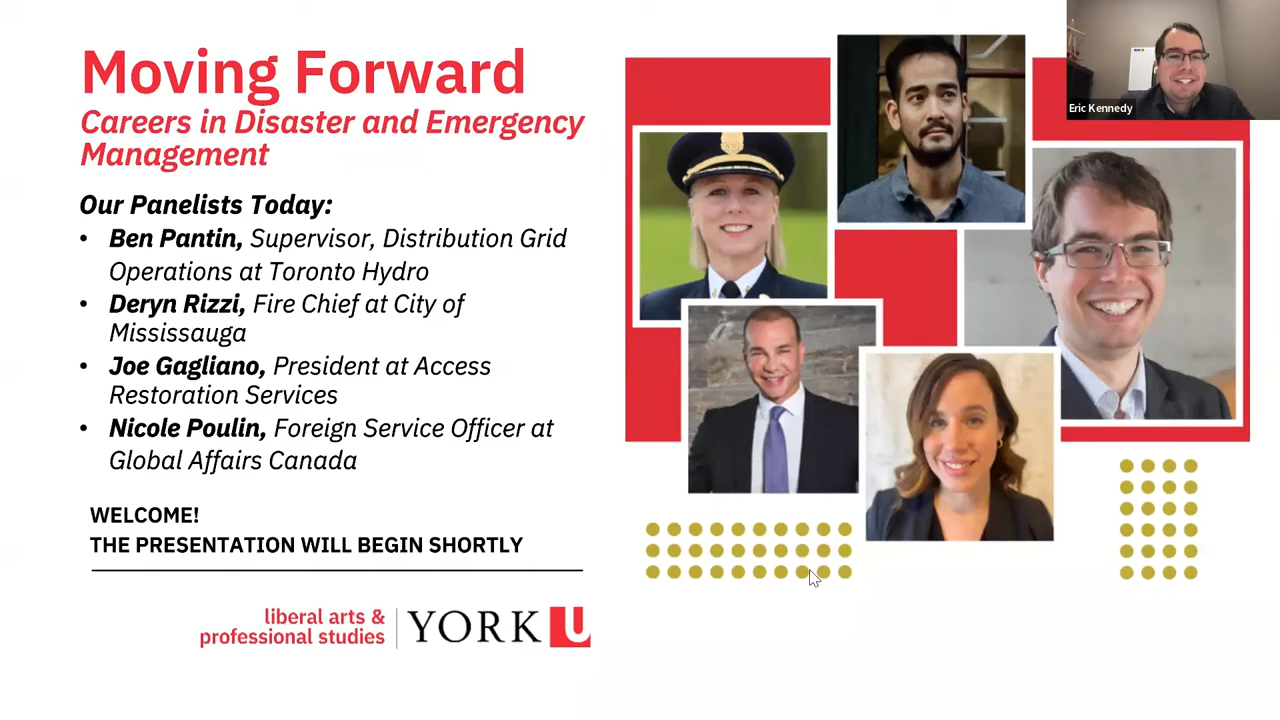 Moving Forward
Careers in Disaster and Emergency
Management
Our Panelists Today:
• Ben Pantin, Supervisor, Distribution Grid
Operations at Toronto Hydro
• Deryn Rizzi, Fire Chief at City of
Mississauga
• Joe Gagliano, President at Access
Restoration Services
• Nicole Poulin, Foreign Service Officer at
Global Affairs Canada
WELCOME!
THE PRESENTATION WILL BEGIN SHORTLY
liberal arts &
professional studies
YORK U
Eric Kennedy